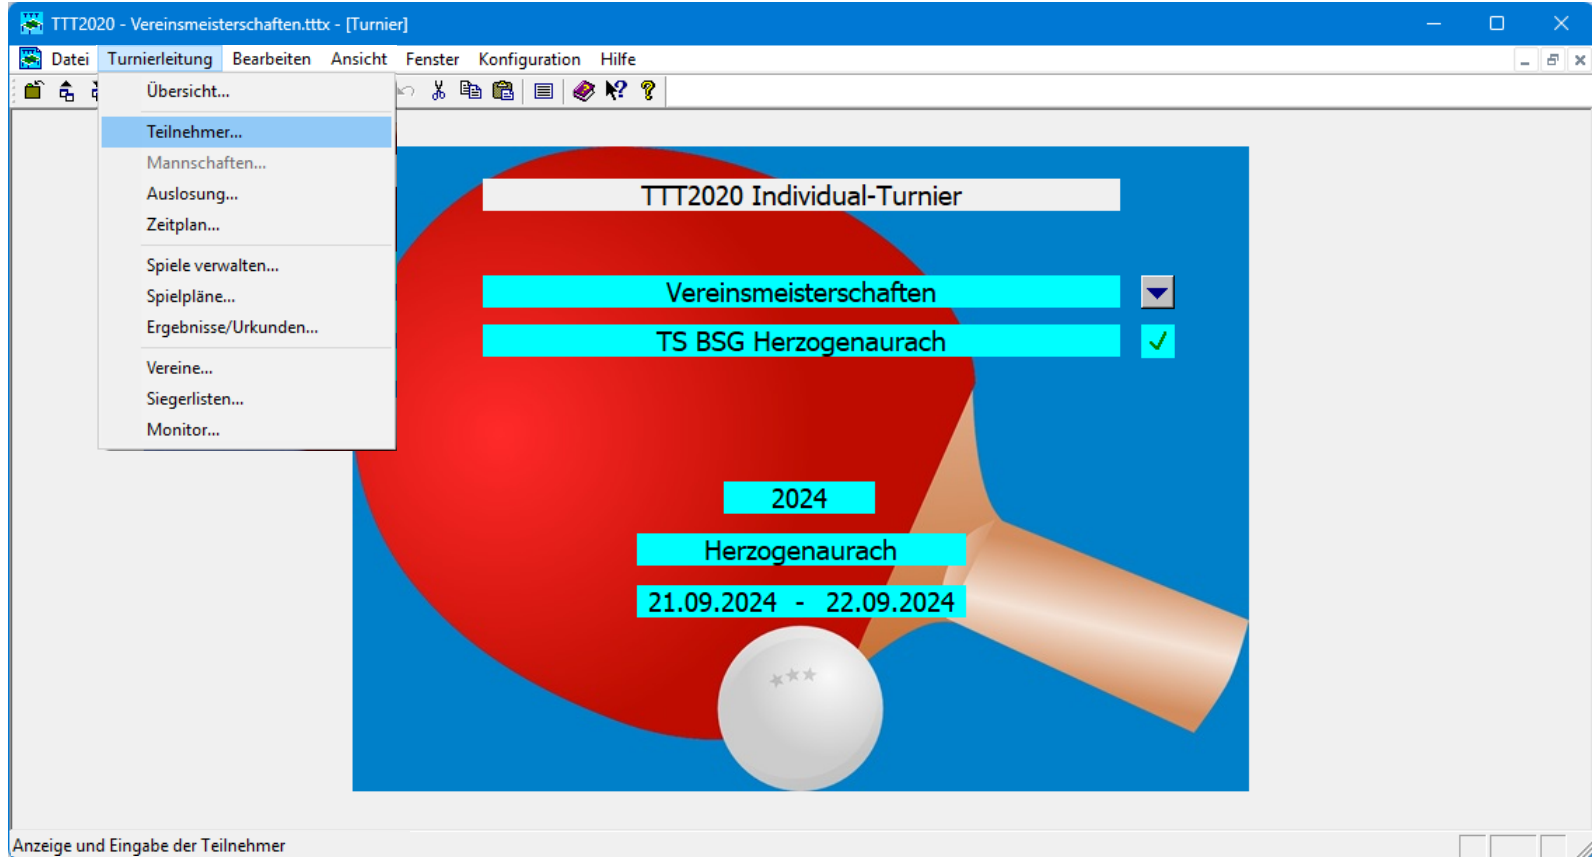 TTT2020 - Vereinsmeisterschaften.tttx - [Turnier]
Datei Turnierleitung Bearbeiten Ansicht Fenster Konfiguration Hilfe
Übersicht...
Teilnehmer...
Mannschaften...
Auslosung...
Zeitplan...
Spiele verwalten...
Spielpläne...
Ergebnisse/Urkunden...
Vereine...
Siegerlisten...
Monitor...
TTT2020 Individual-Turnier
Vereinsmeisterschaften
TS BSG Herzogenaurach
2024
Herzogenaurach
21.09.2024 - 22.09.2024
Anzeige und Eingabe der Teilnehmer